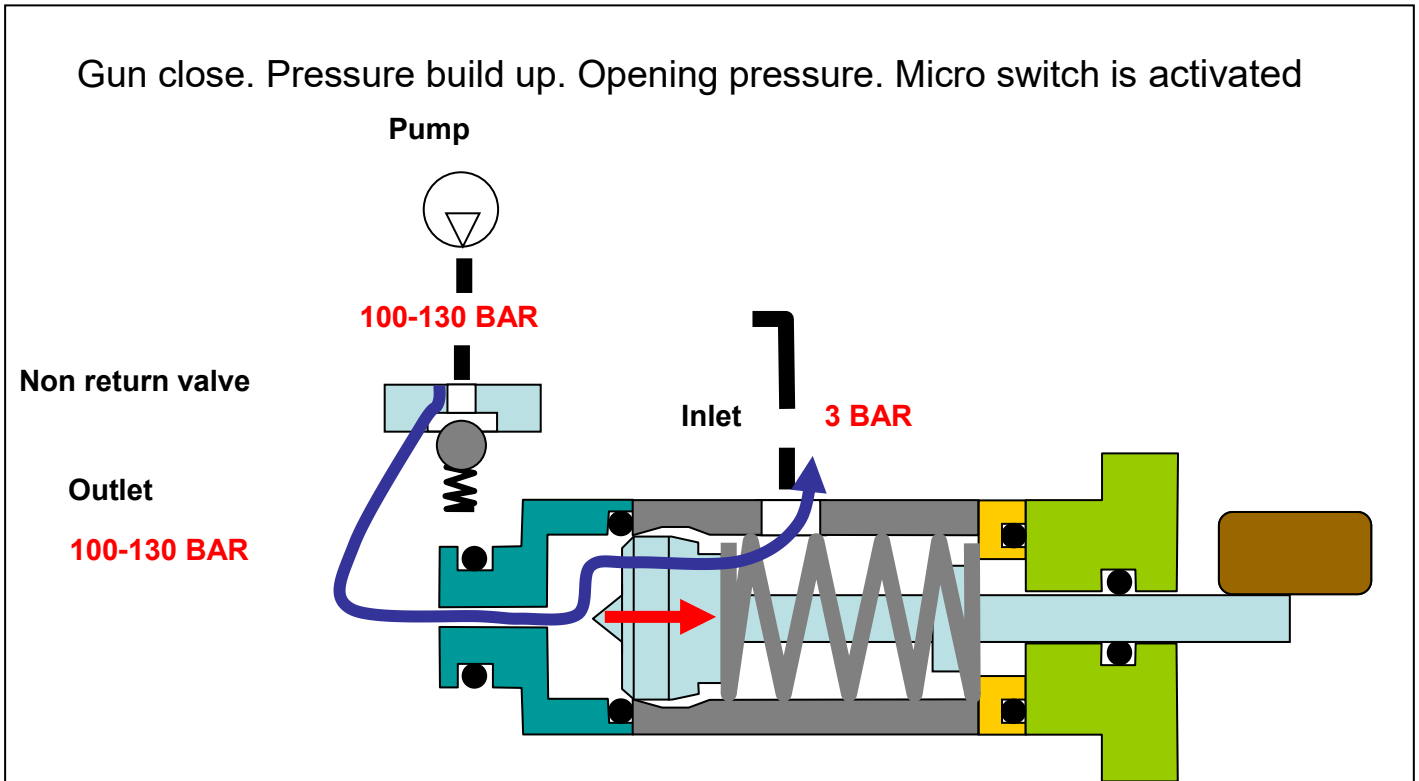 Gun close. Pressure build up. Opening pressure. Micro switch is activated
Pump
100-130 BAR
Non return valve
Inlet
3 BAR
Outlet
100-130 BAR